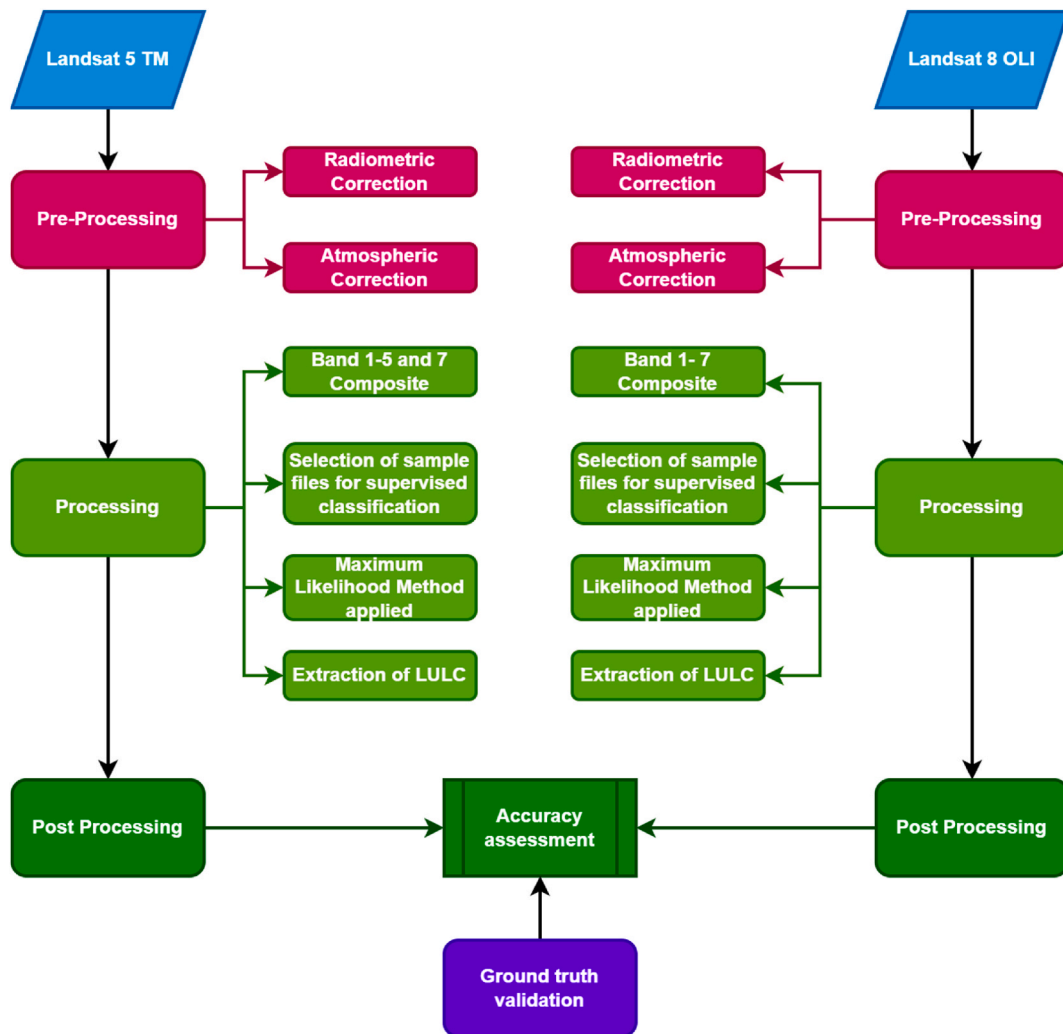 Landsat 5 TM
Landsat 8 OLI
Radiometric
Correction
Radiometric
Correction
Pre-Processing
Pre-Processing
Atmospheric
Correction
Atmospheric
Correction
Band 1-5 and 7
Composite
Band 1- 7
Composite
Selection of sample
files for supervised
classification
Selection of sample
files for supervised
classification
Processing
Processing
Maximum
Likelihood Method
applied
Maximum
Likelihood Method
applied
Extraction of LULC
Extraction of LULC
Post Processing
Accuracy
assessment
Post Processing
Ground truth
validation